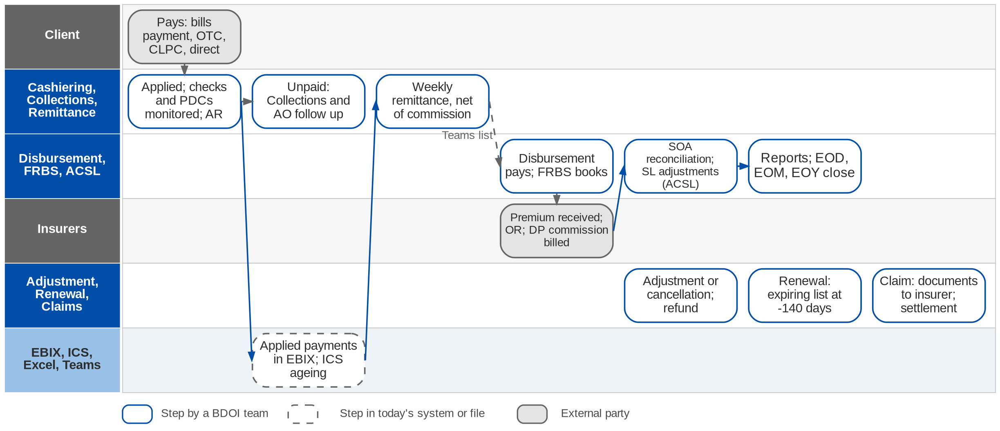 Client
Pays: bills
payment, OTC,
CLPC, direct
Cashiering,
Collections,
Remittance
Applied; checks
and PDCs
monitored; AR
Unpaid:
Collections and
AO follow up
Weekly
remittance, net
of commission
Teams list
Disbursement,
FRBS, ACSL
Disbursement
pays; FRBS books
SOA
reconciliation;
SL adjustments
(ACSL)
Reports; EOD,
EOM, EOY close
Insurers
Premium received;
OR; DP commission
billed
Adjustment,
Renewal,
Claims
Adjustment or
cancellation;
refund
Renewal:
expiring list at
-140 days
Claim: documents
to insurer;
settlement
EBIX, ICS,
Excel, Teams
Applied payments
in EBIX; ICS
ageing
Step by a BDOI team
Step in today's system or file
External party